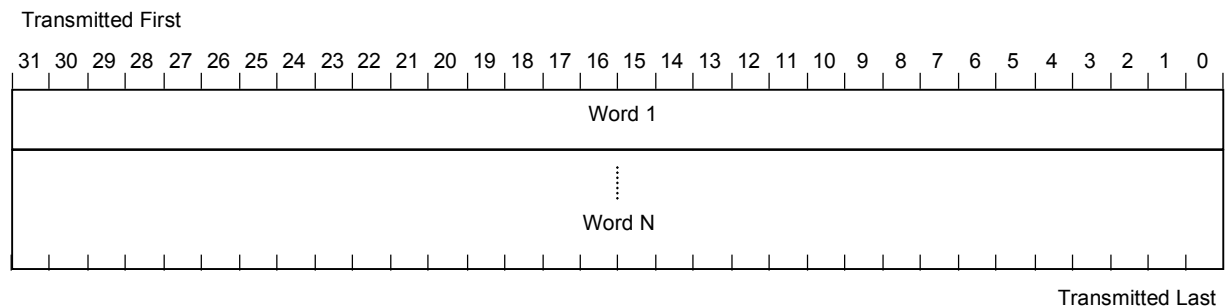 Transmitted First
31 30 29 28 27 26 25 24 23 22 21 20 19 18 17 16 15 14 13 12 11 10 9 8 7 6 5 4 3 2 1 0
Word 1
Word N
Transmitted Last